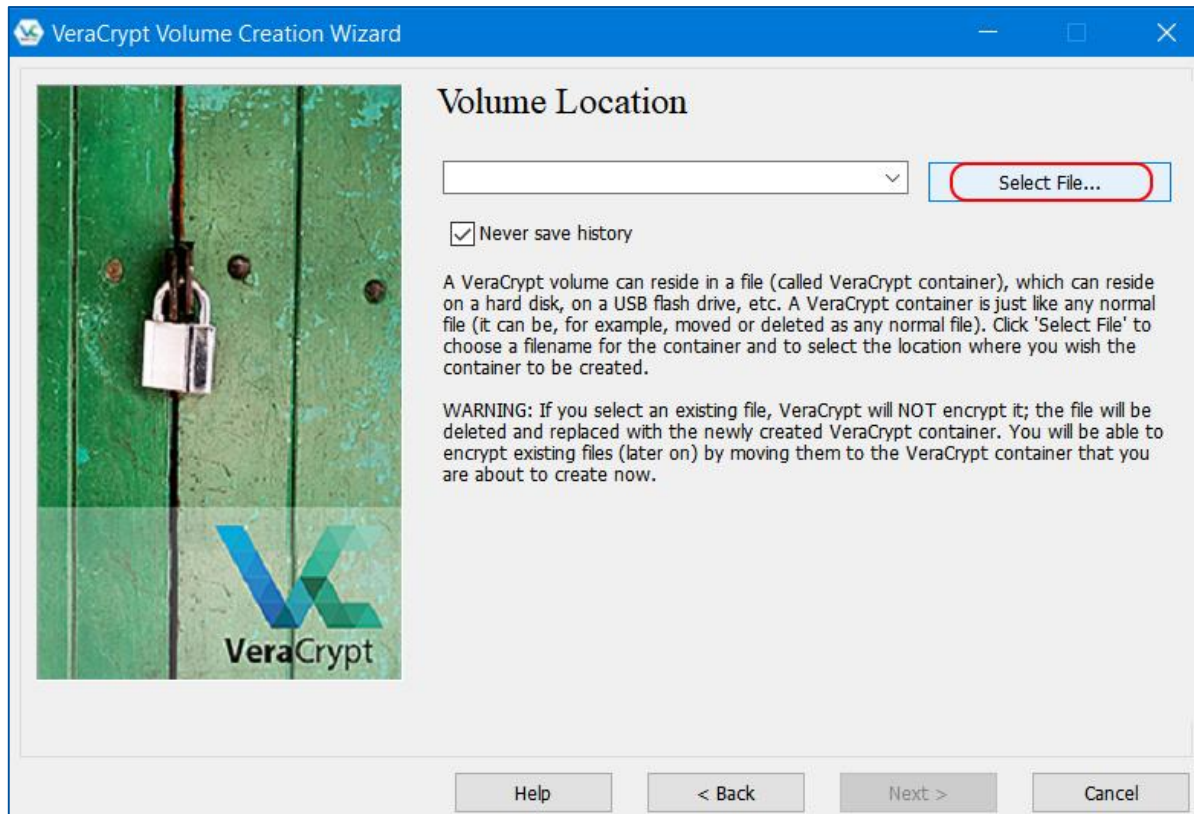 VeraCrypt Volume Creation Wizard
Volume Location
Select File...
Never save history
A VeraCrypt volume can reside in a file (called VeraCrypt container), which can reside
on a hard disk, on a USB flash drive, etc. A VeraCrypt container is just like any normal
file (it can be, for example, moved or deleted as any normal file). Click 'Select File' to
choose a filename for the container and to select the location where you wish the
container to be created.
WARNING: If you select an existing file, VeraCrypt will NOT encrypt it; the file will be
deleted and replaced with the newly created VeraCrypt container. You will be able to
encrypt existing files (later on) by moving them to the VeraCrypt container that you
are about to create now.
VeraCrypt
Help
< Back
Next >
Cancel